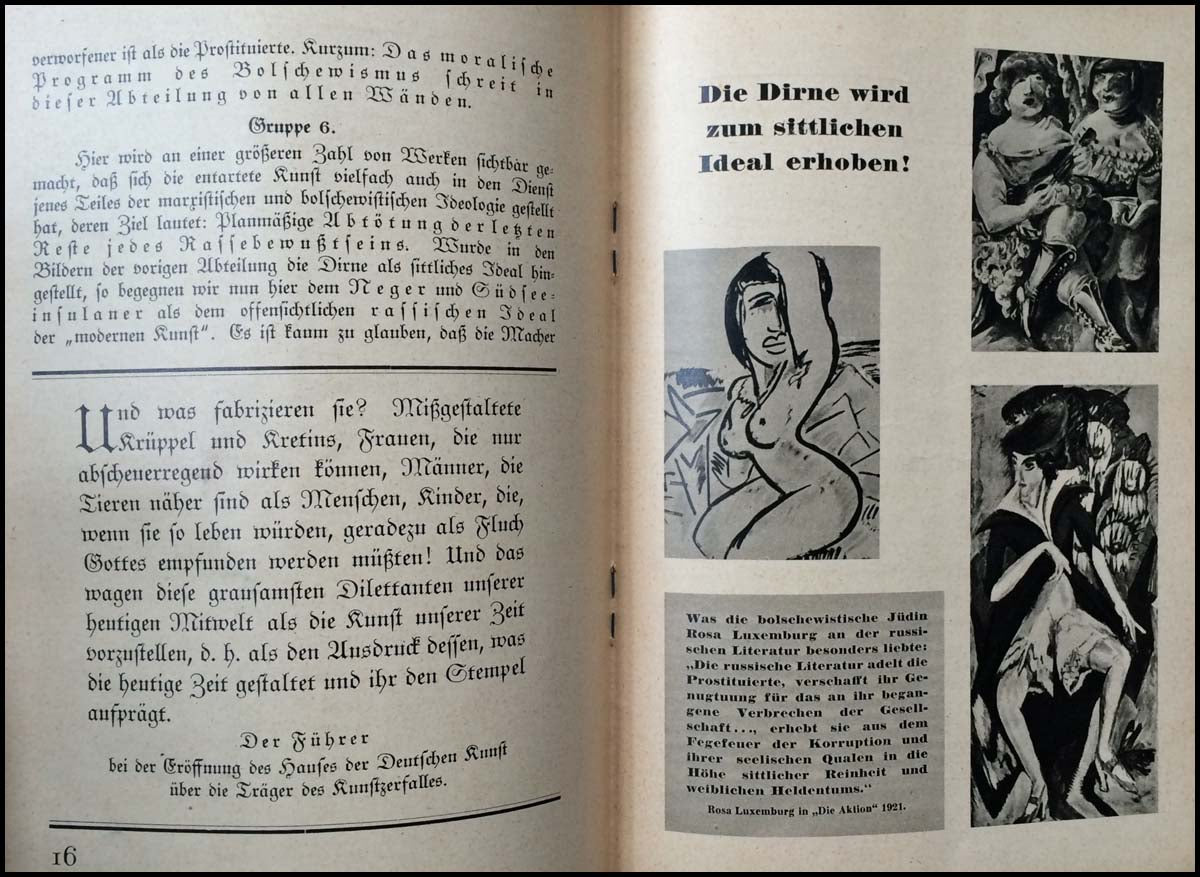 verworfener ist als die Prostituierte. Kurzum: Das moralische
Programm des Bolschewismus schreit in
dieser Abteilung von allen Wänden.
Gruppe 6.
Hier wird an einer größeren Zahl von Werken sichtbar ge-
macht, daß sich die entartete Kunst vielfach auch in den Dienst
jenes Teiles der marxistischen und bolschewistischen Ideologie gestellt
hat, deren Ziel lautet: Planmäßige Abtötung der letzten
Reste jedes Rassebewußtseins. Wurde in den
Bildern der vorigen Abteilung die Dirne als sittliches Ideal hin-
gestellt, so begegnen wir nun hier dem Neger und Südsee-
insulaner als dem offensichtlichen rassischen Ideal
der „modernen Kunst“. Es ist kaum zu glauben, daß die Macher
Und was fabrizieren sie? Mißgestaltete
Krüppel und Kretins, Frauen, die nur
abscheuerregend wirken können, Männer, die
Tieren näher sind als Menschen, Kinder, die,
wenn sie so leben würden, geradezu als Fluch
Gottes empfunden werden müßten! Und das
wagen diese grausamsten Dilettanten unserer
heutigen Mitwelt als die Kunst unserer Zeit
vorzustellen, d. h. als den Ausdruck dessen, was
die heutige Zeit gestaltet und ihr den Stempel
aufprägt.
Der Führer
bei der Eröffnung des Hauses der Deutschen Kunst
über die Träger des Kunstzerfalles.
16
Die Dirne wird
zum sittlichen
Ideal erhoben!
Was die bolschewistische Jüdin
Rosa Luxemburg an der russi-
schen Literatur besonders liebte:
„Die russische Literatur adelt die
Prostituierte, verschafft ihr Ge-
nugtuung für das an ihr began-
gene Verbrechen der Gesell-
schaft..., erhebt sie aus dem
Fegefeuer der Korruption und
ihrer seelischen Qualen in die
Höhe sittlicher Reinheit und
weiblichen Heldentums.“
Rosa Luxemburg in „Die Aktion“ 1921.